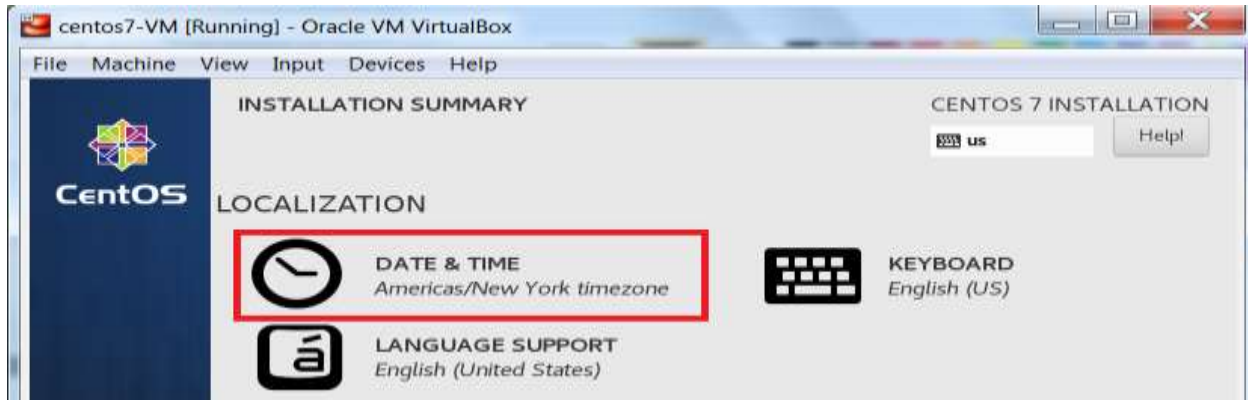 centos7-VM [Running] - Oracle VM VirtualBox
File Machine View Input Devices Help
INSTALLATION SUMMARY
CENTOS 7 INSTALLATION
us
Help!
CentOS
LOCALIZATION
DATE & TIME
Americas/New York timezone
KEYBOARD
English (US)
á
LANGUAGE SUPPORT
English (United States)